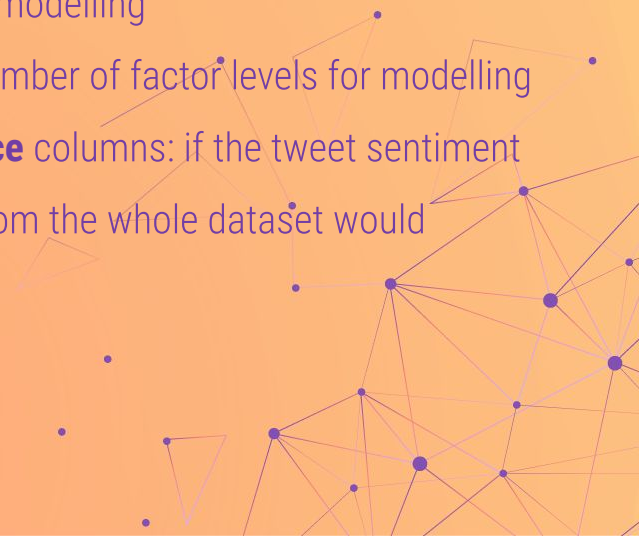 modelling
mber of factor levels for modelling
ce columns: if the tweet sentiment
om the whole dataset would